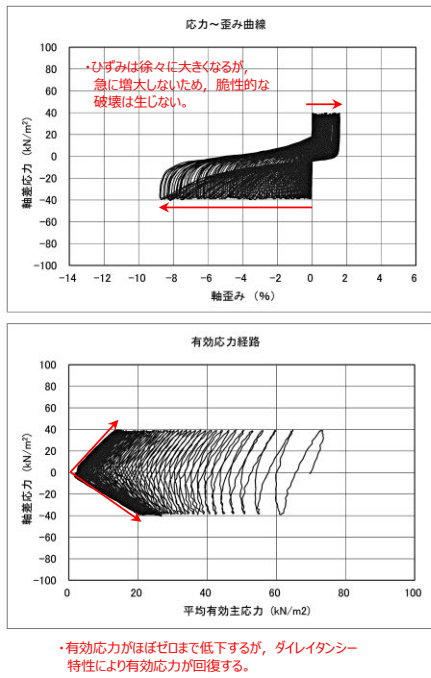 応力～歪み曲線
・ひずみは徐々に大きくなるが，
急に増大しないため，脆性的な
破壊は生じない。
軸差応力（kN/m²）
100
80
60
40
20
0
-20
-40
-60
-80
-100
-14 -12 -10 -8 -6 -4 -2 0 2 4 6
軸歪み （%）
有効応力経路
軸差応力（kN/m²）
100
80
60
40
20
0
-20
-40
-60
-80
-100
0 20 40 60 80 100
平均有効主応力（kN/m2）
・有効応力がほぼゼロまで低下するが，ダイレイタンシー
特性により有効応力が回復する。